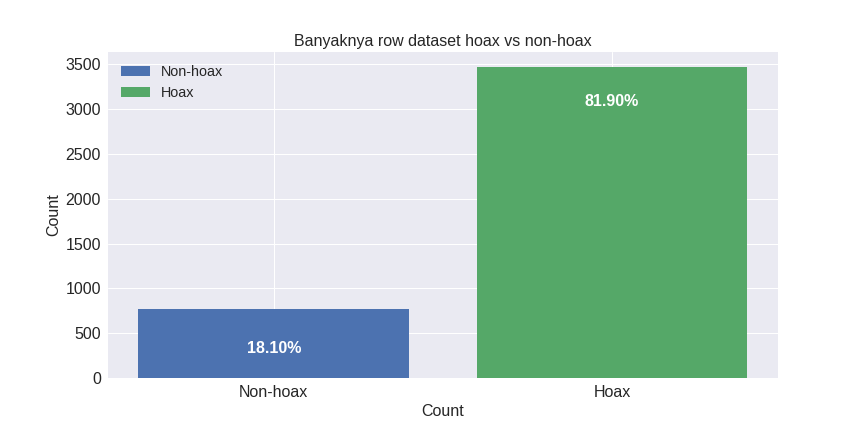 Banyaknya row dataset hoax vs non-hoax
Non-hoax
Hoax
3500
3000
2500
2000
1500
1000
500
0
Count
81.90%
18.10%
Non-hoax
Hoax
Count